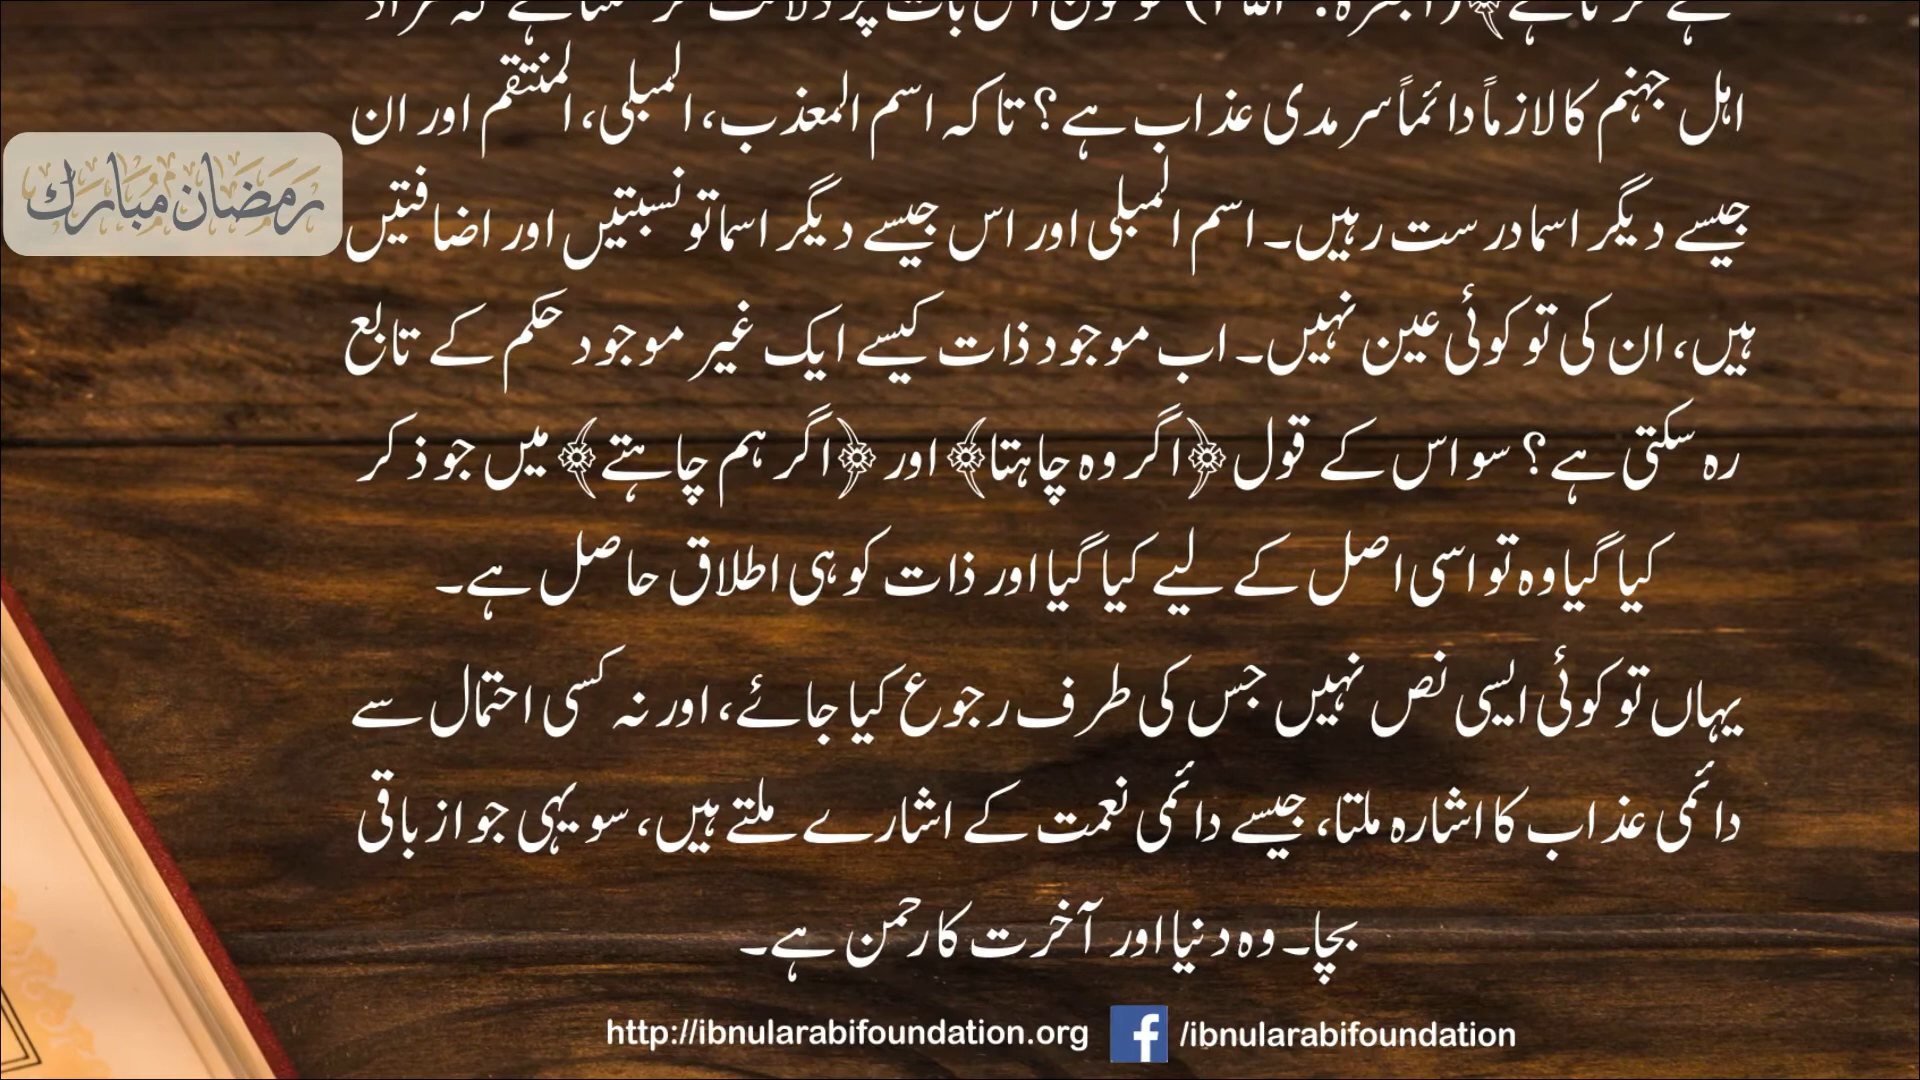 اہل جہنم کا لازماً دائماً سرمدی عذاب ہے؟ تاکہ اسم المعذب، المبلی، المنتقم اور ان
رمضان مبارك
جیسے دیگر اسما درست رہیں۔ اسم المبلی اور اس جیسے دیگر اسما تو نسبتیں اور اضافتیں
ہیں، ان کی تو کوئی عین نہیں۔ اب موجود ذات کیسے ایک غیر موجود حکم کے تابع
رہ سکتی ہے؟ سو اس کے قول ﴿اگر وہ چاہتا﴾ اور ﴿اگر ہم چاہتے﴾ میں جو ذکر
کیا گیا وہ تو اسی اصل کے لیے کیا گیا اور ذات کو ہی اطلاق حاصل ہے۔
یہاں تو کوئی ایسی نص نہیں جس کی طرف رجوع کیا جائے، اور نہ کسی احتمال سے
دائمی عذاب کا اشارہ ملتا، جیسے دائمی نعمت کے اشارے ملتے ہیں، سو یہی جواز باقی
بچا۔ وہ دنیا اور آخرت کا رحمن ہے۔
http://ibnularabifoundation.org /ibnularabifoundation